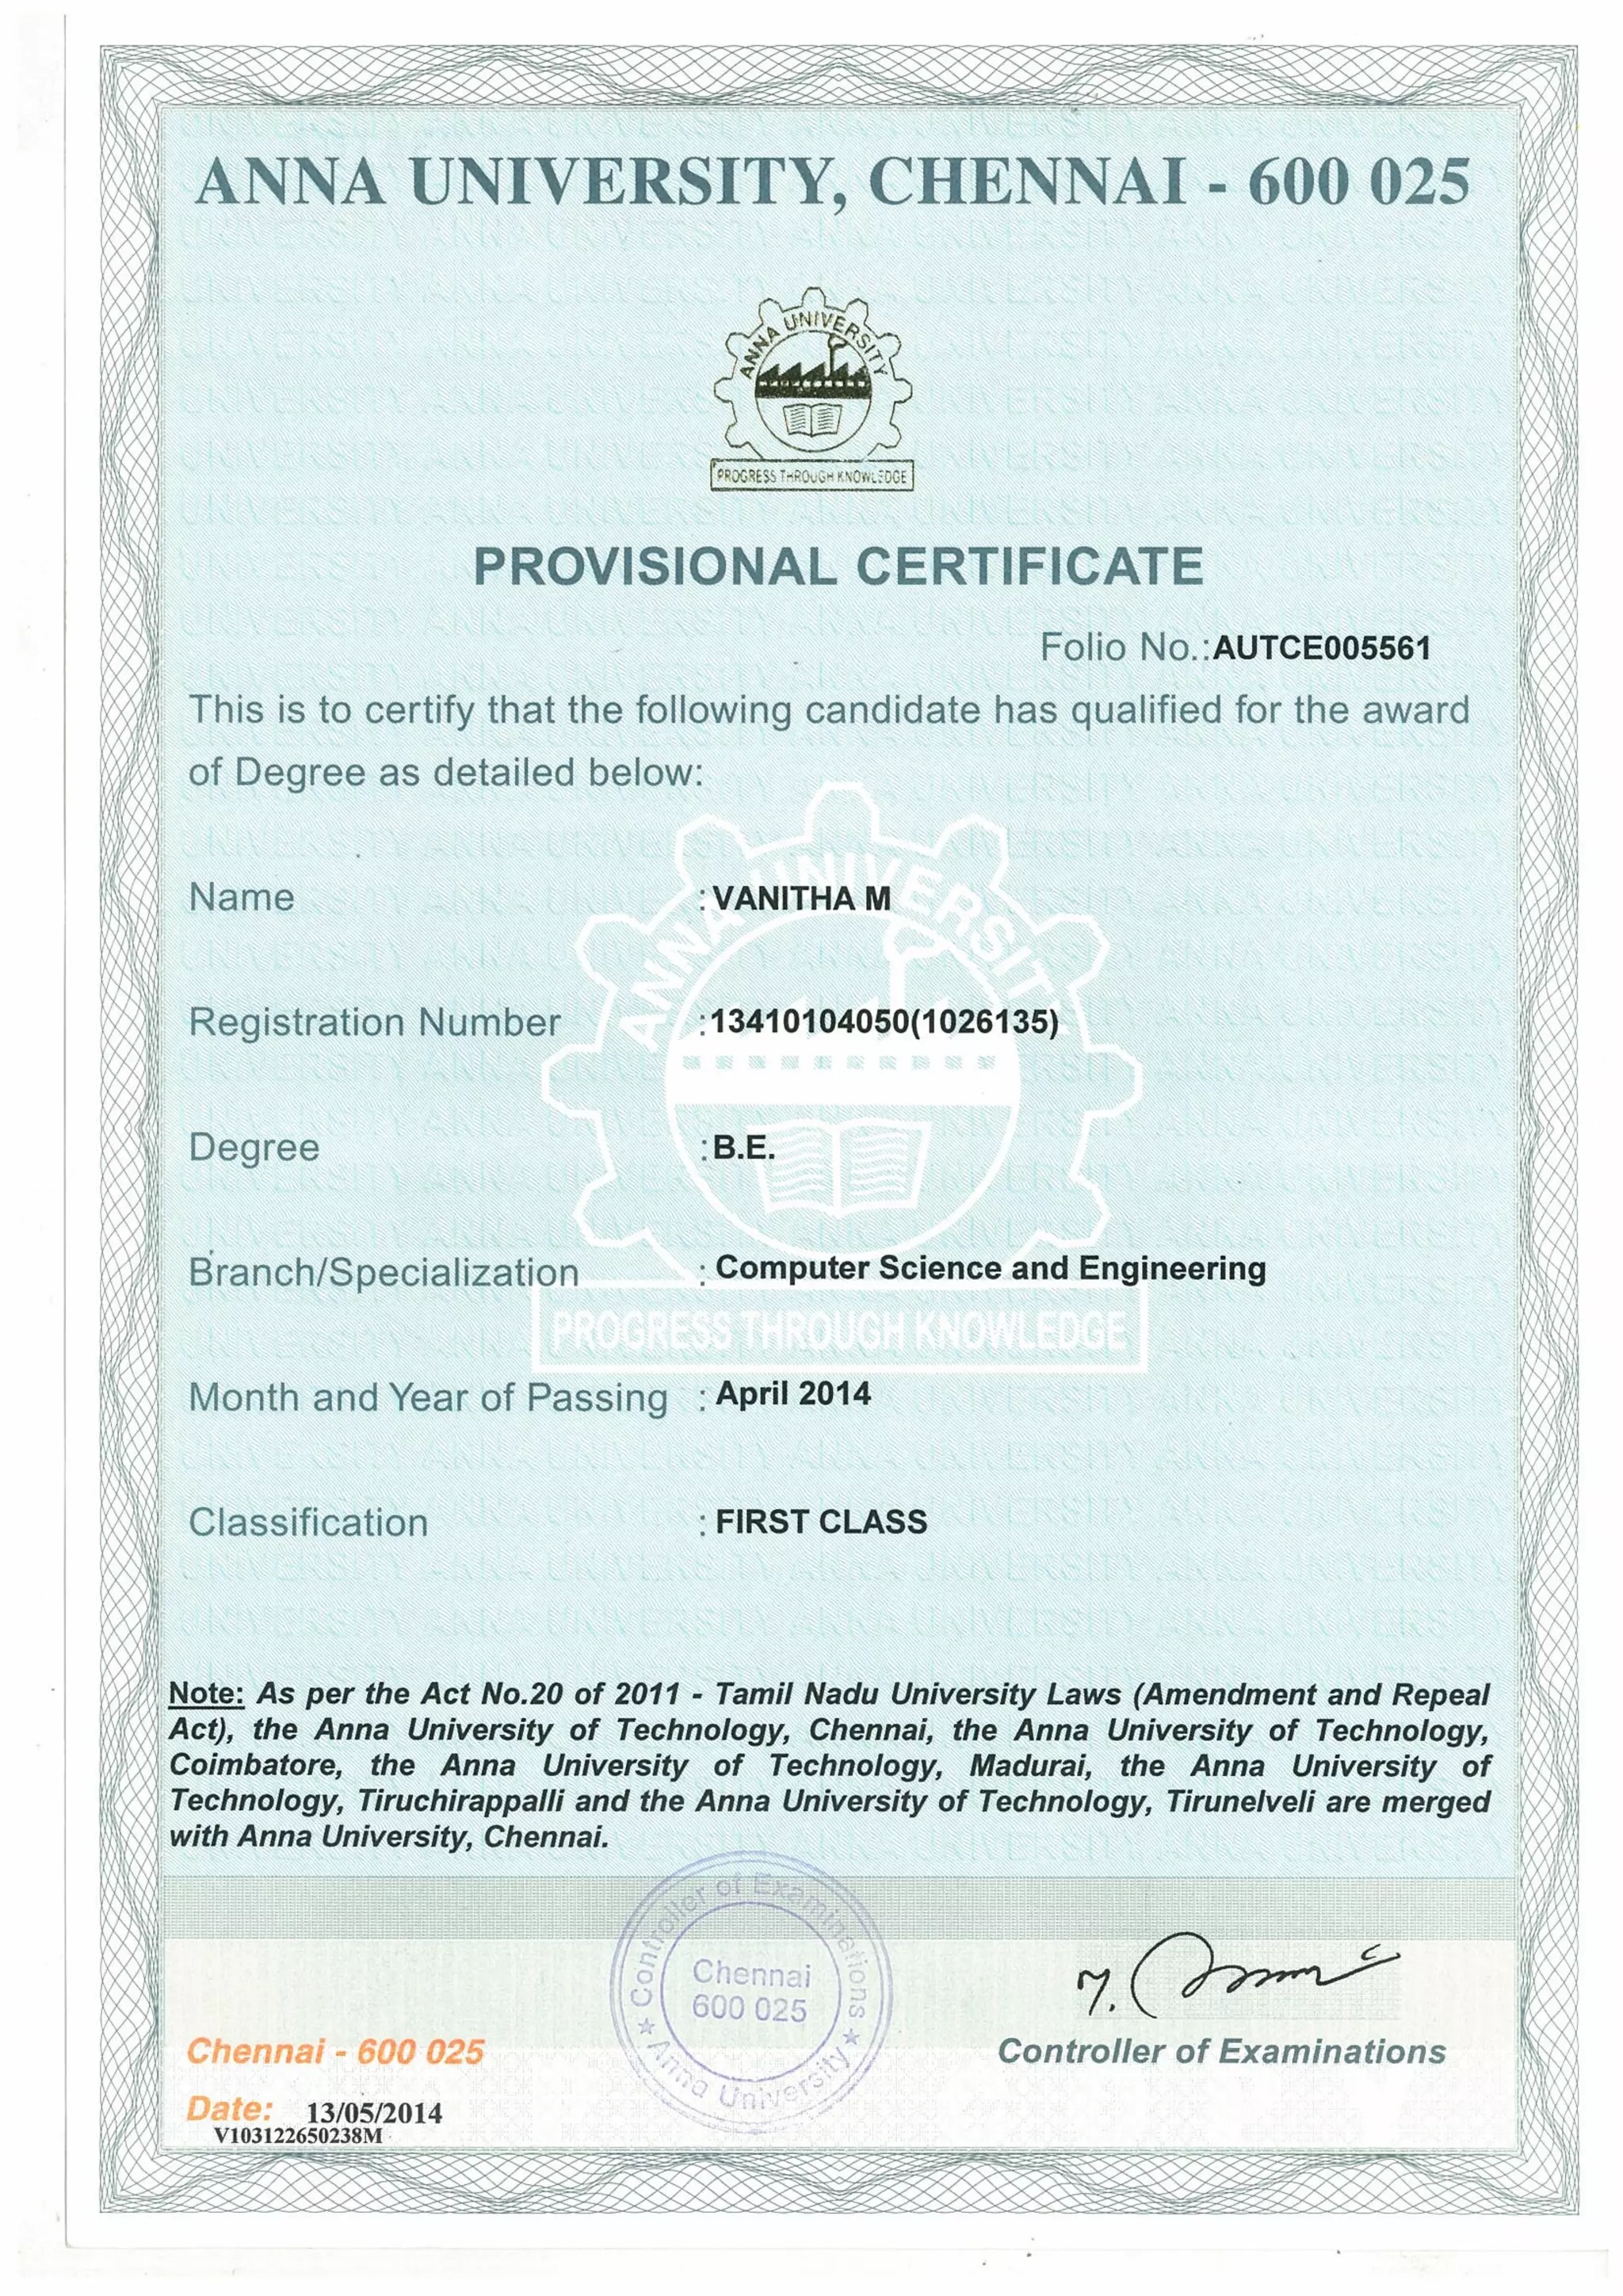 ANNA UNIVERSITY, CHENNAI - 600 025
ANNA UNIVERSITY
PROGRESS THROUGH KNOWLEDGE
PROVISIONAL CERTIFICATE
Folio No.:AUTCE005561
This is to certify that the following candidate has qualified for the award
of Degree as detailed below:
ANNA UNIVERSITY
Name :VANITHA M
Registration Number :13410104050(1026135)
Degree :B.E.
Branch/Specialization : Computer Science and Engineering
PROGRESS THROUGH KNOWLEDGE
Month and Year of Passing : April 2014
Classification : FIRST CLASS
Note: As per the Act No.20 of 2011 - Tamil Nadu University Laws (Amendment and Repeal
Act), the Anna University of Technology, Chennai, the Anna University of Technology,
Coimbatore, the Anna University of Technology, Madurai, the Anna University of
Technology, Tiruchirappalli and the Anna University of Technology, Tirunelveli are merged
with Anna University, Chennai.
Controller of Examinations
Chennai
600 025
★ Anna University ★
Controller of Examinations
Chennai - 600 025
Date: 13/05/2014
V103122650238M